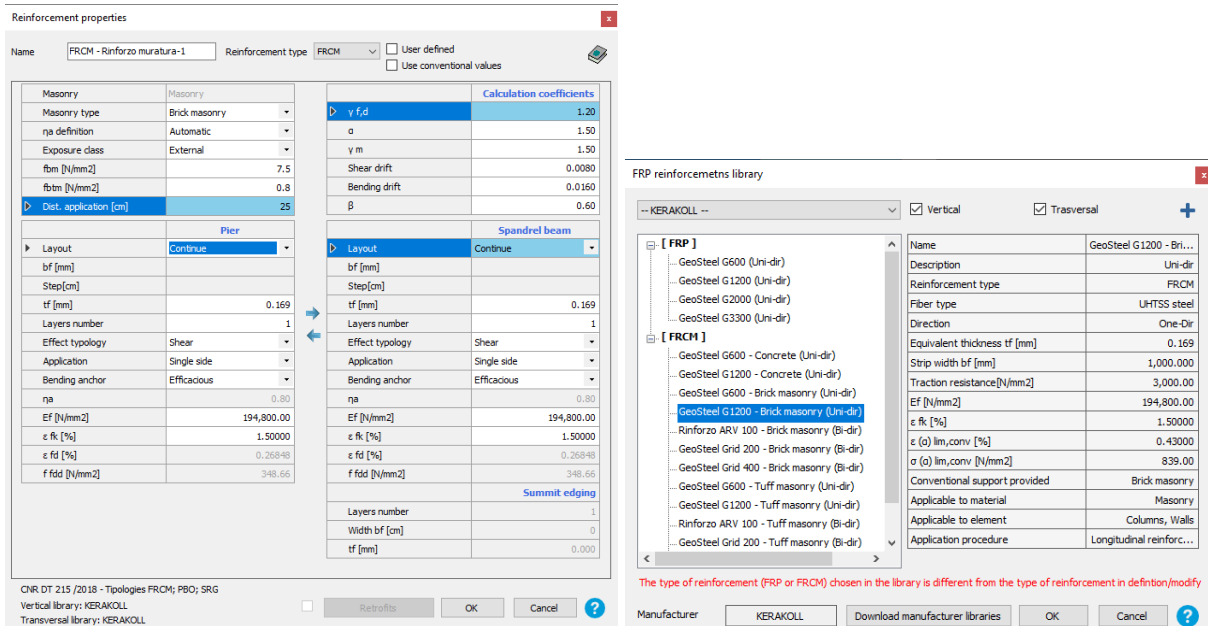 Reinforcement properties
x
Name FRCM - Rinforzo muratura-1 Reinforcement type FRCM User defined
Use conventional values
Masonry Masonry
Masonry type Brick masonry
ηa definition Automatic
Exposure class External
fbm [N/mm2] 7.5
fbtm [N/mm2] 0.8
Dist. application [cm] 25
Calculation coefficients
γ f,d 1.20
α 1.50
γ m 1.50
Shear drift 0.0080
Bending drift 0.0160
β 0.60
Pier
Layout Continue
bf [mm]
Step[cm]
tf [mm] 0.169
Layers number 1
Effect typology Shear
Application Single side
Bending anchor Efficacious
ηa 0.80
Ef [N/mm2] 194,800.00
ε fk [%] 1.50000
ε fd [%] 0.26848
f fdd [N/mm2] 348.66
Spandrel beam
Layout Continue
bf [mm]
Step[cm]
tf [mm] 0.169
Layers number 1
Effect typology Shear
Application Single side
Bending anchor Efficacious
ηa 0.80
Ef [N/mm2] 194,800.00
ε fk [%] 1.50000
ε fd [%] 0.26848
f fdd [N/mm2] 348.66
Summit edging
Layers number 1
Width bf [cm] 0
tf [mm] 0.000
CNR DT 215 /2018 - Tipologies FRCM; PBO; SRG
Vertical library: KERAKOLL
Transversal library: KERAKOLL
Retrofits OK Cancel ?
FRP reinforcemetns library
x
-- KERAKOLL -- Vertical Trasversal
[ FRP ]
GeoSteel G600 (Uni-dir)
GeoSteel G1200 (Uni-dir)
GeoSteel G2000 (Uni-dir)
GeoSteel G3300 (Uni-dir)
[ FRCM ]
GeoSteel G600 - Concrete (Uni-dir)
GeoSteel G1200 - Concrete (Uni-dir)
GeoSteel G600 - Brick masonry (Uni-dir)
GeoSteel G1200 - Brick masonry (Uni-dir)
Rinforzo ARV 100 - Brick masonry (Bi-dir)
GeoSteel Grid 200 - Brick masonry (Bi-dir)
GeoSteel Grid 400 - Brick masonry (Bi-dir)
GeoSteel G600 - Tuff masonry (Uni-dir)
GeoSteel G1200 - Tuff masonry (Uni-dir)
Rinforzo ARV 100 - Tuff masonry (Bi-dir)
GeoSteel Grid 200 - Tuff masonry (Bi-dir)
Name GeoSteel G1200 - Bri...
Description Uni-dir
Reinforcement type FRCM
Fiber type UHTSS steel
Direction One-Dir
Equivalent thickness tf [mm] 0.169
Strip width bf [mm] 1,000.000
Traction resistance[N/mm2] 3,000.00
Ef [N/mm2] 194,800.00
ε fk [%] 1.50000
ε (α) lim,conv [%] 0.43000
σ (α) lim,conv [N/mm2] 839.00
Conventional support provided Brick masonry
Applicable to material Masonry
Applicable to element Columns, Walls
Application procedure Longitudinal reinforc...
The type of reinforcement (FRP or FRCM) chosen in the library is different from the type of reinforcement in defintion/modify
Manufacturer KERAKOLL Download manufacturer libraries OK Cancel ?